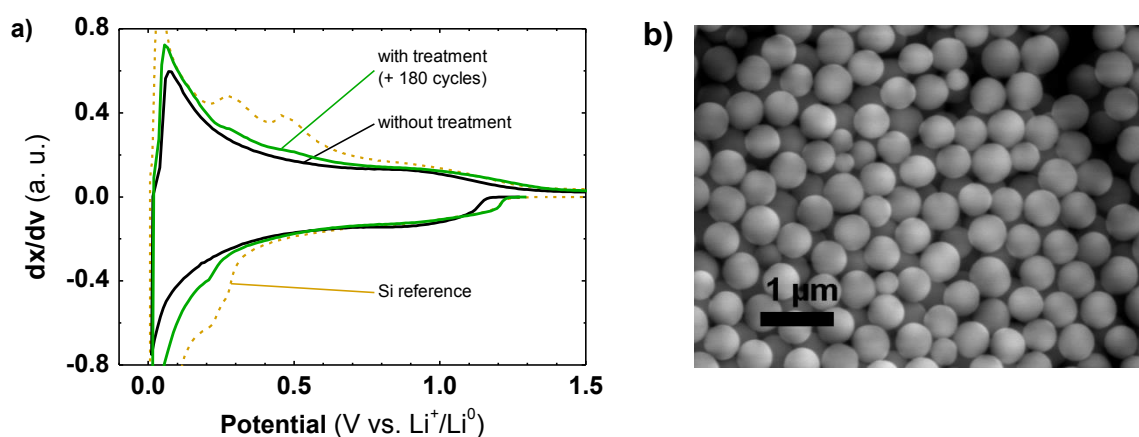 a)
0.8
0.4
0.0
-0.4
-0.8
dx/dv (a. u.)
with treatment
(+ 180 cycles)
without treatment
Si reference
0.0 0.5 1.0 1.5
Potential (V vs. Li⁺/Li⁰)
b)
1 µm